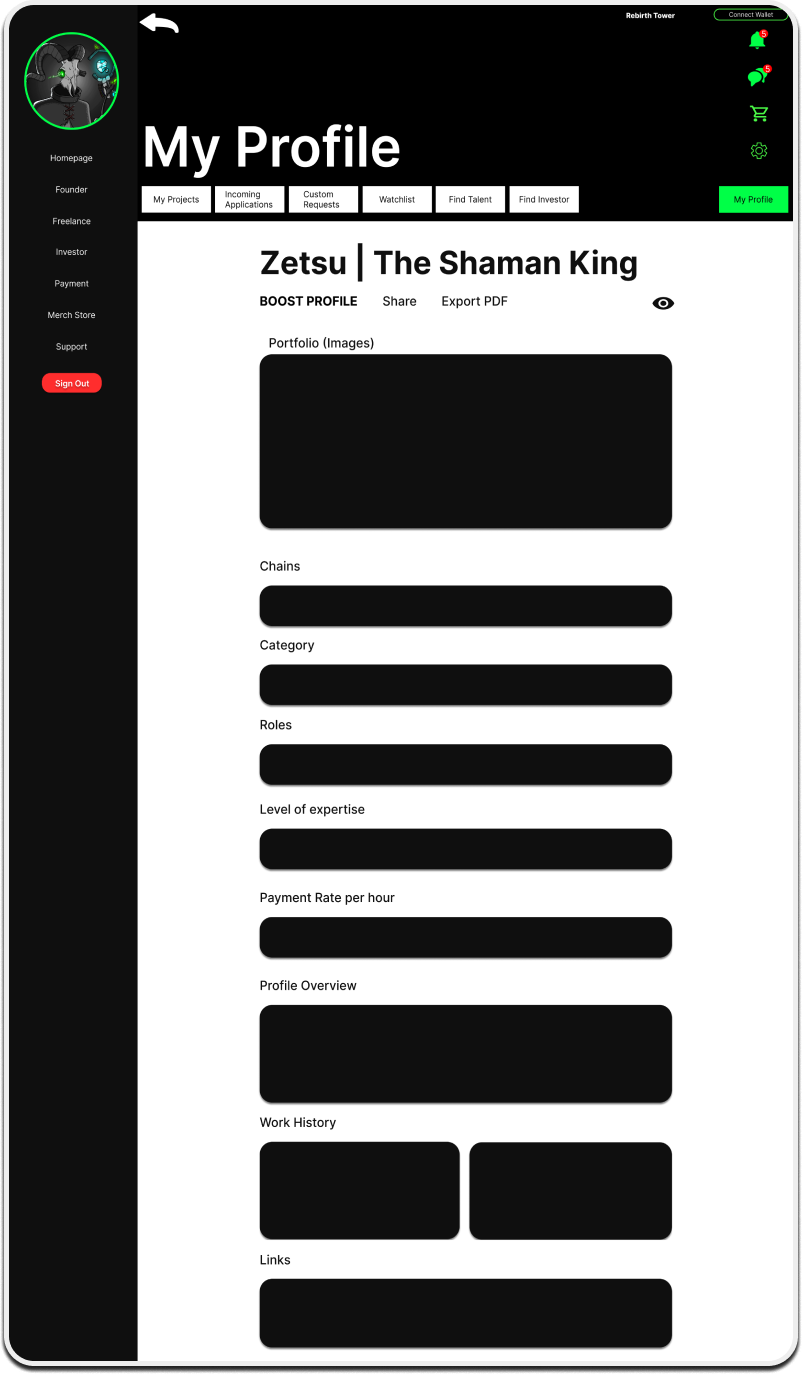 Rebirth Tower
Connect Wallet
5
5
My Profile
Homepage
Founder
Freelance
Investor
Payment
Merch Store
Support
Sign Out
My Projects
Incoming
Applications
Custom
Requests
Watchlist
Find Talent
Find Investor
My Profile
Zetsu | The Shaman King
BOOST PROFILE
Share
Export PDF
Portfolio (Images)
Chains
Category
Roles
Level of expertise
Payment Rate per hour
Profile Overview
Work History
Links